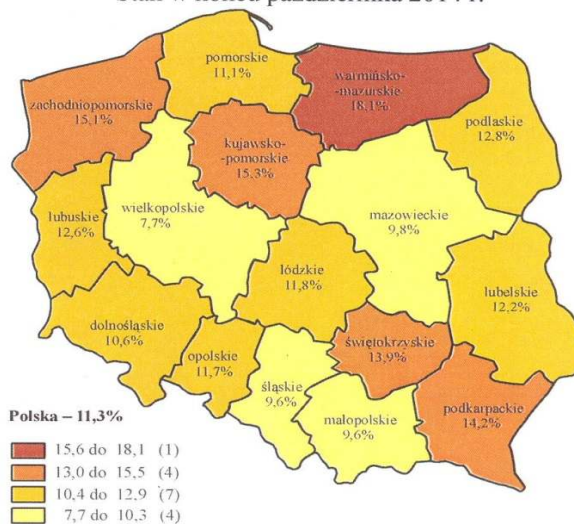 pomorskie
11,1%
warmińsko-
-mazurskie
18,1%
zachodniopomorskie
15,1%
podlaskie
12,8%
kujawsko-
-pomorskie
15,3%
lubuskie
12,6%
wielkopolskie
7,7%
mazowieckie
9,8%
łódzkie
11,8%
lubelskie
12,2%
dolnośląskie
10,6%
opolskie
11,7%
świętokrzyskie
13,9%
śląskie
9,6%
małopolskie
9,6%
podkarpackie
14,2%
Polska – 11,3%
15,6 do 18,1 (1)
13,0 do 15,5 (4)
10,4 do 12,9 (7)
7,7 do 10,3 (4)